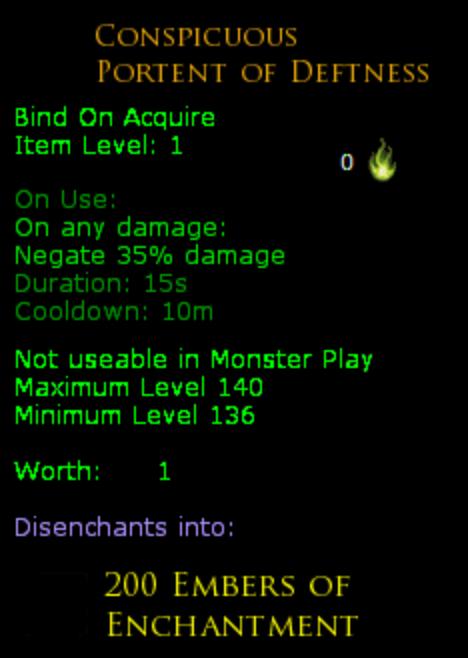 Conspicuous
Portent of Deftness
Bind On Acquire
Item Level: 1
0
On Use:
On any damage:
Negate 35% damage
Duration: 15s
Cooldown: 10m
Not useable in Monster Play
Maximum Level 140
Minimum Level 136
Worth: 1
Disenchants into:
200 Embers of
Enchantment